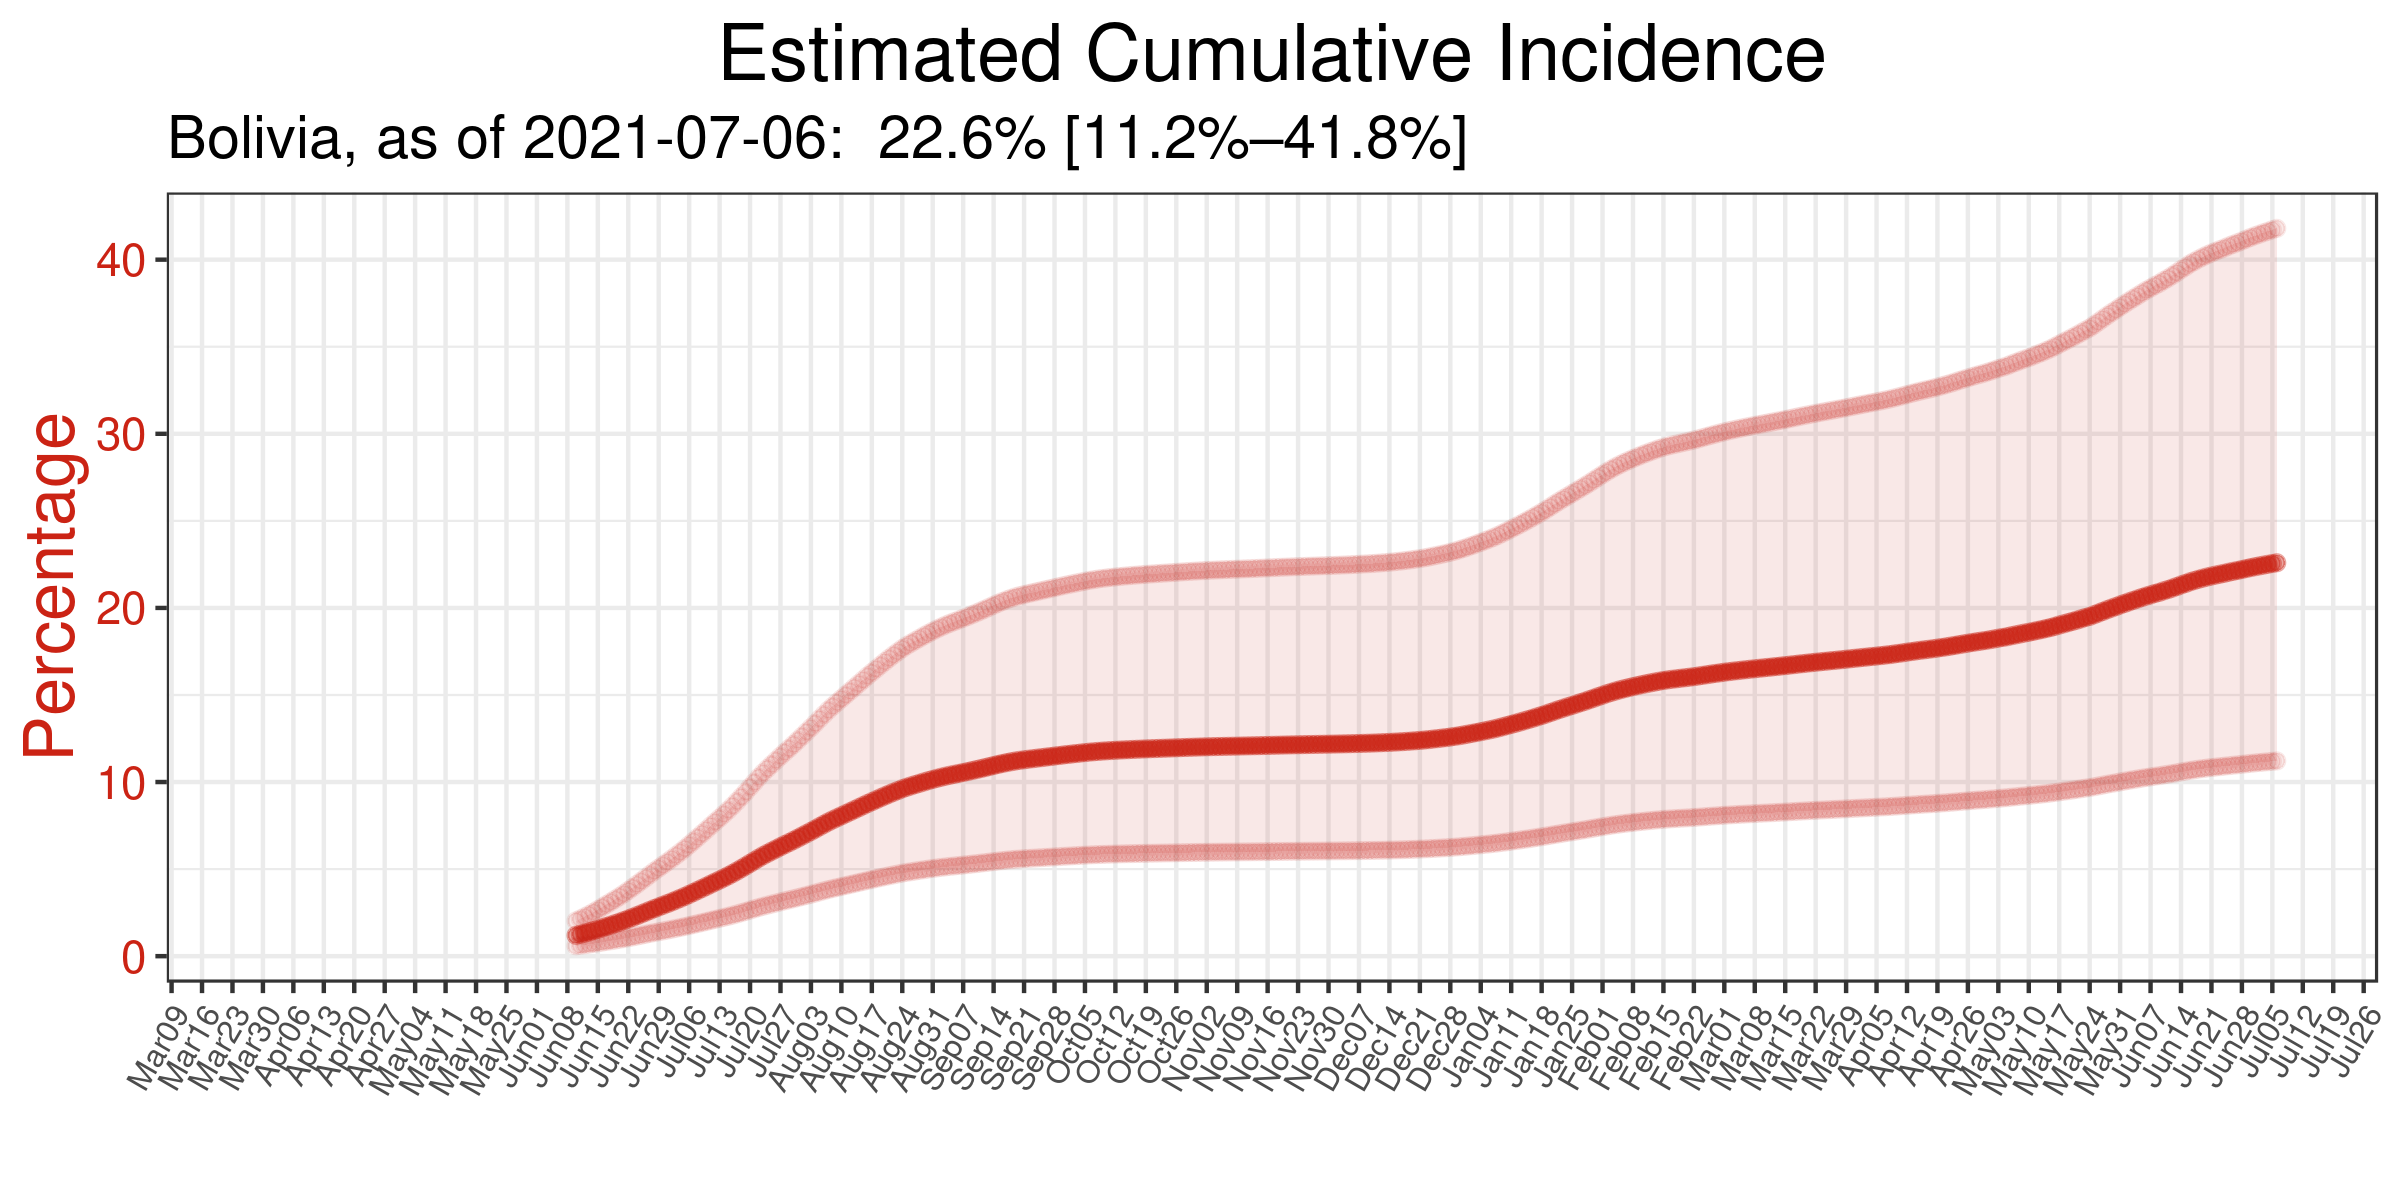 Estimated Cumulative Incidence
Bolivia, as of 2021-07-06:  22.6% [11.2%–41.8%]
Percentage
40
30
20
10
0
Mar09
Mar16
Mar23
Mar30
Apr06
Apr13
Apr20
Apr27
May04
May11
May18
May25
Jun01
Jun08
Jun15
Jun22
Jun29
Jul06
Jul13
Jul20
Jul27
Aug03
Aug10
Aug17
Aug24
Aug31
Sep07
Sep14
Sep21
Sep28
Oct05
Oct12
Oct19
Oct26
Nov02
Nov09
Nov16
Nov23
Nov30
Dec07
Dec14
Dec21
Dec28
Jan04
Jan11
Jan18
Jan25
Feb01
Feb08
Feb15
Feb22
Mar01
Mar08
Mar15
Mar22
Mar29
Apr05
Apr12
Apr19
Apr26
May03
May10
May17
May24
May31
Jun07
Jun14
Jun21
Jun28
Jul05
Jul12
Jul19
Jul26